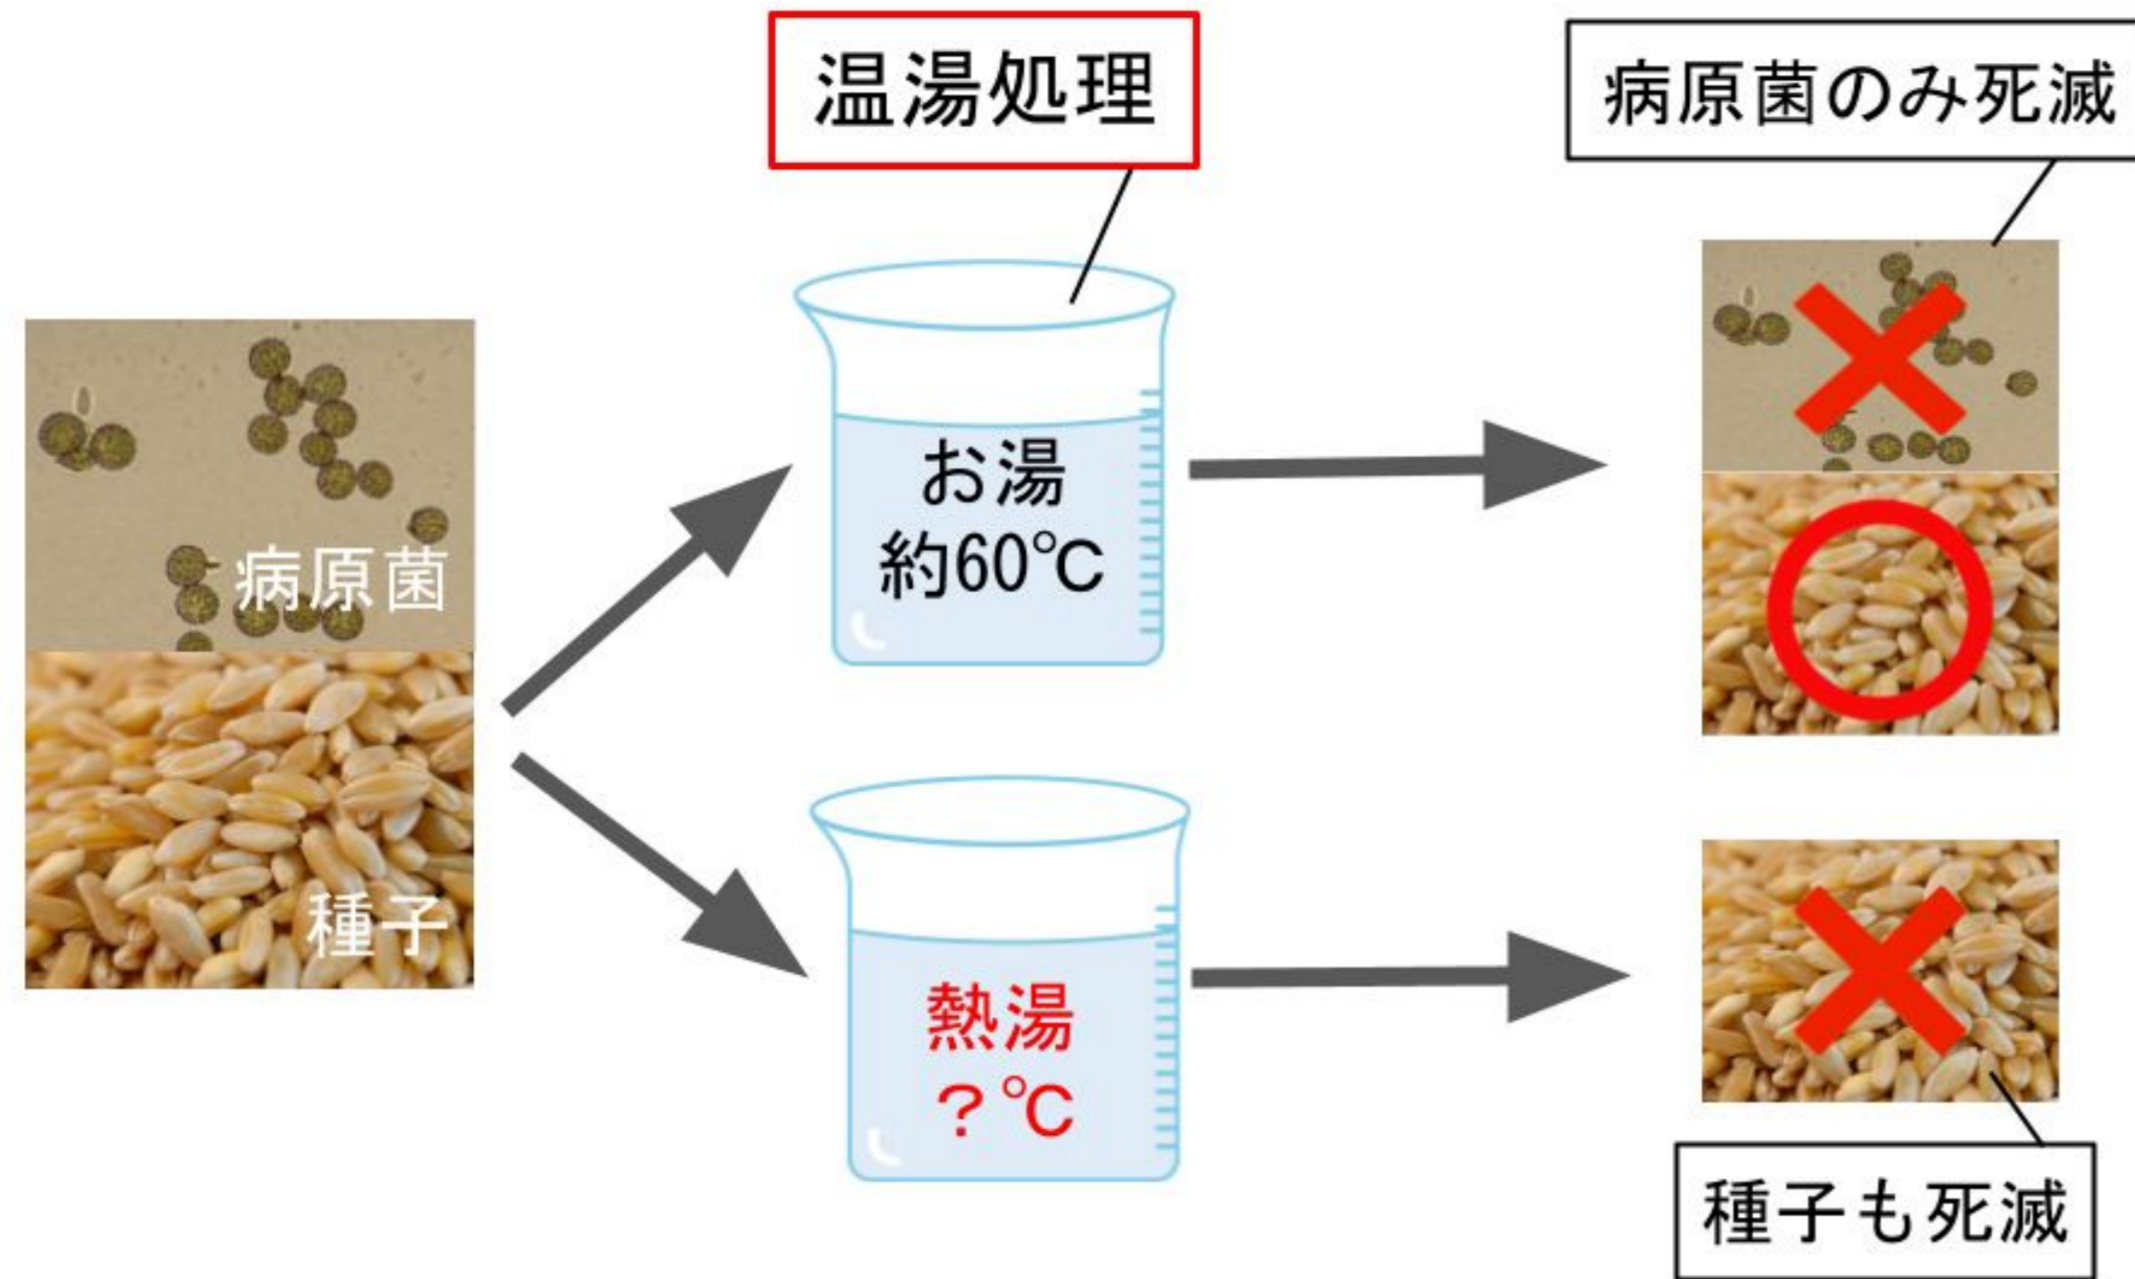 温湯処理
病原菌のみ死滅
病原菌
種子
お湯
約60℃
熱湯
？℃
種子も死滅